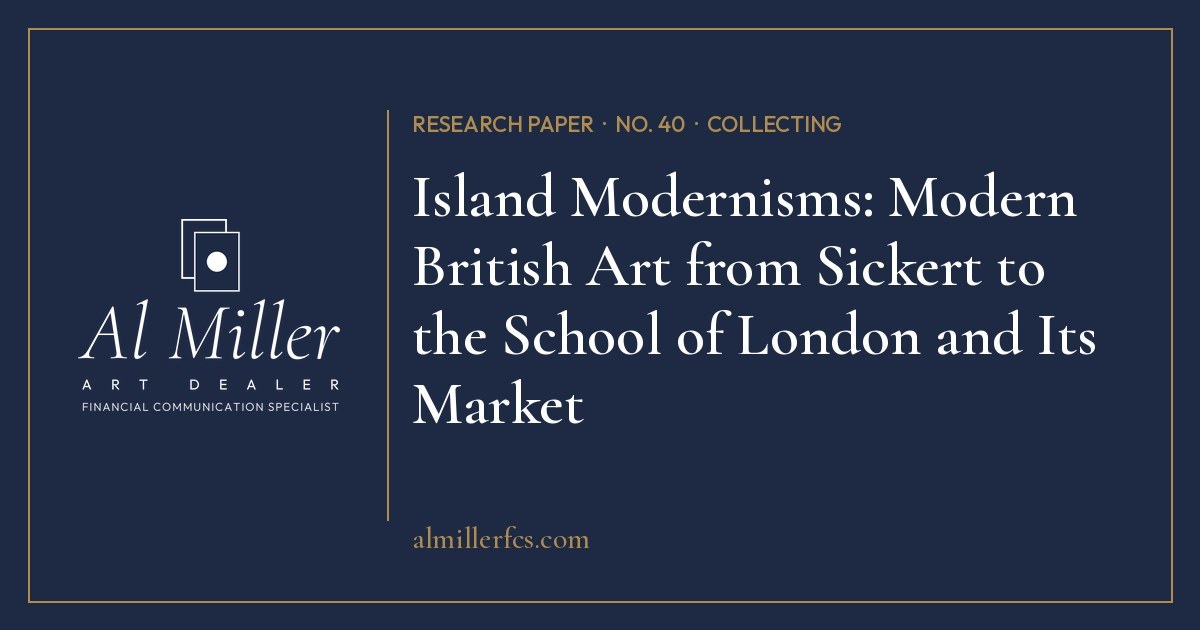 Al Miller
ART DEALER
FINANCIAL COMMUNICATION SPECIALIST
RESEARCH PAPER · NO. 40 · COLLECTING
Island Modernisms: Modern
British Art from Sickert to
the School of London and Its
Market
almillerfcs.com